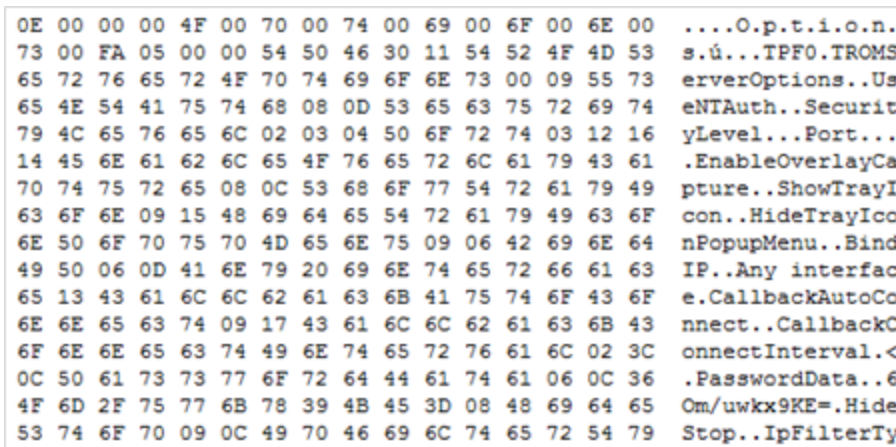 0E 00 00 00 4F 00 70 00 74 00 69 00 6F 00 6E 00 ....O.p.t.i.o.n.
73 00 FA 05 00 00 54 50 46 30 11 54 52 4F 4D 53 s.ú...TPF0.TROMS
65 72 76 65 72 4F 70 74 69 6F 6E 73 00 09 55 73 erverOptions..Us
65 4E 54 41 75 74 68 08 0D 53 65 63 75 72 69 74 eNTAuth..Securit
79 4C 65 76 65 6C 02 03 04 50 6F 72 74 03 12 16 yLevel...Port...
14 45 6E 61 62 6C 65 4F 76 65 72 6C 61 79 43 61 .EnableOverlayCa
70 74 75 72 65 08 0C 53 68 6F 77 54 72 61 79 49 pture..ShowTrayI
63 6F 6E 09 15 48 69 64 65 54 72 61 79 49 63 6F con..HideTrayIco
6E 50 6F 70 75 70 4D 65 6E 75 09 06 42 69 6E 64 nPopupMenu..Bind
49 50 06 0D 41 6E 79 20 69 6E 74 65 72 66 61 63 IP..Any interfac
65 13 43 61 6C 6C 62 61 63 6B 41 75 74 6F 43 6F e.CallbackAutoCo
6E 6E 65 63 74 09 17 43 61 6C 6C 62 61 63 6B 43 nnect..CallbackC
6F 6E 6E 65 63 74 49 6E 74 65 72 76 61 6C 02 3C onnectInterval.<
0C 50 61 73 73 77 6F 72 64 44 61 74 61 06 0C 36 .PasswordData..6
4F 6D 2F 75 77 6B 78 39 4B 45 3D 08 48 69 64 65 Om/uwkx9KE=.Hide
53 74 6F 70 09 0C 49 70 46 69 6C 74 65 72 54 79 Stop..IpFilterTy